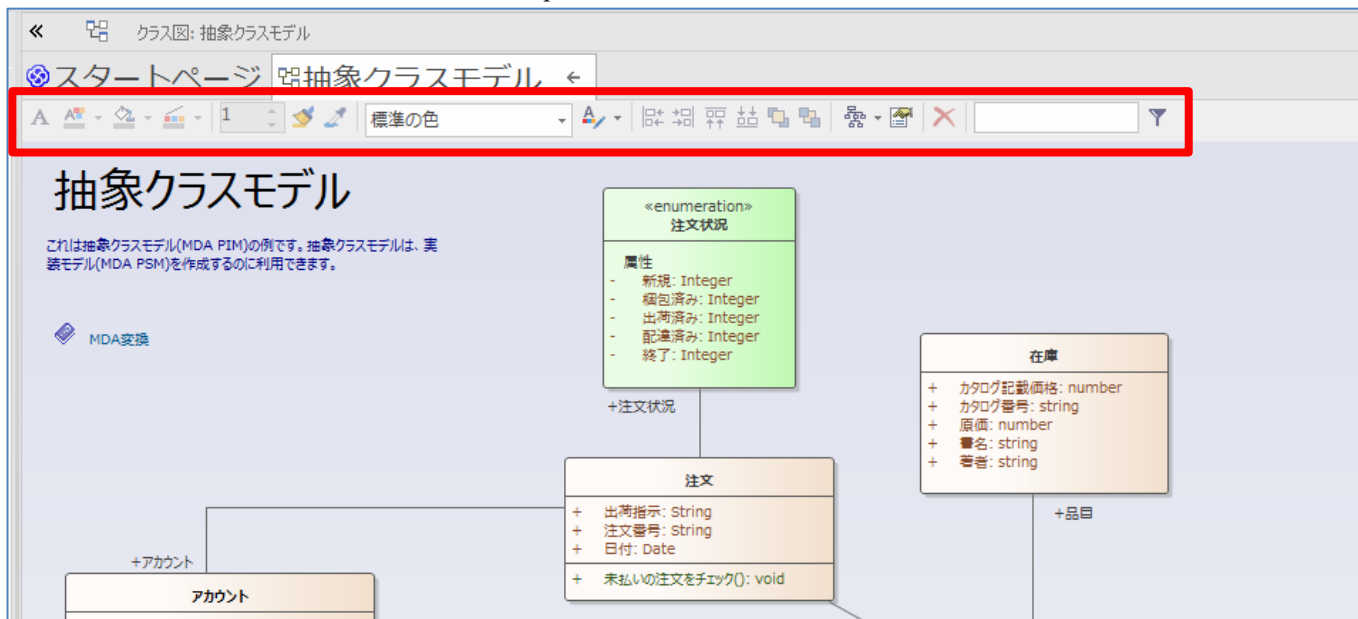 クラス図: 抽象クラスモデル
スタートページ 抽象クラスモデル
1 標準の色
抽象クラスモデル
これは抽象クラスモデル(MDA PIM)の例です。抽象クラスモデルは、実
装モデル(MDA PSM)を作成するのに利用できます。
MDA変換
«enumeration»
注文状況
属性
- 新規: Integer
- 梱包済み: Integer
- 出荷済み: Integer
- 配達済み: Integer
- 終了: Integer
+注文状況
在庫
+ カタログ記載価格: number
+ カタログ番号: string
+ 原価: number
+ 書名: string
+ 著者: string
+品目
注文
+ 出荷指示: String
+ 注文番号: String
+ 日付: Date
+ 未払いの注文をチェック(): void
+アカウント
アカウント